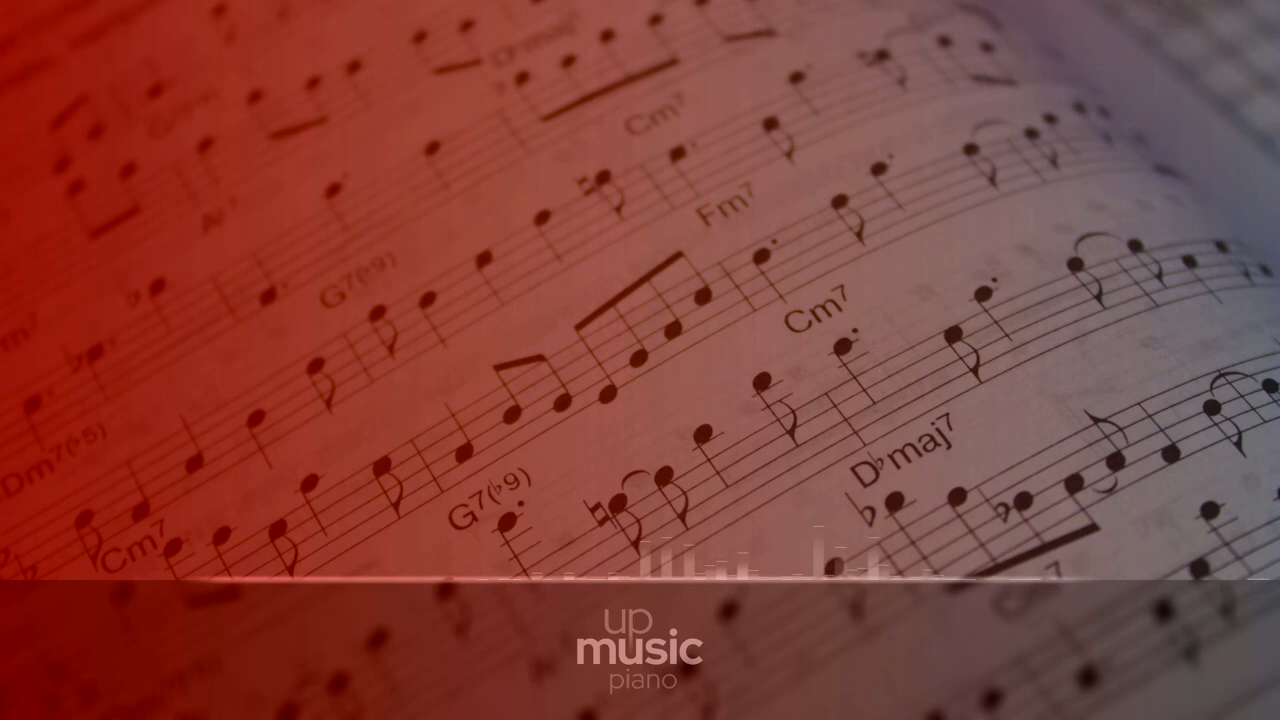 Cm7
Fm7
G7(♭9)
Cm7
Dm7(♭5)
D♭maj7
G7(♭9)
Cm7
up
music
piano